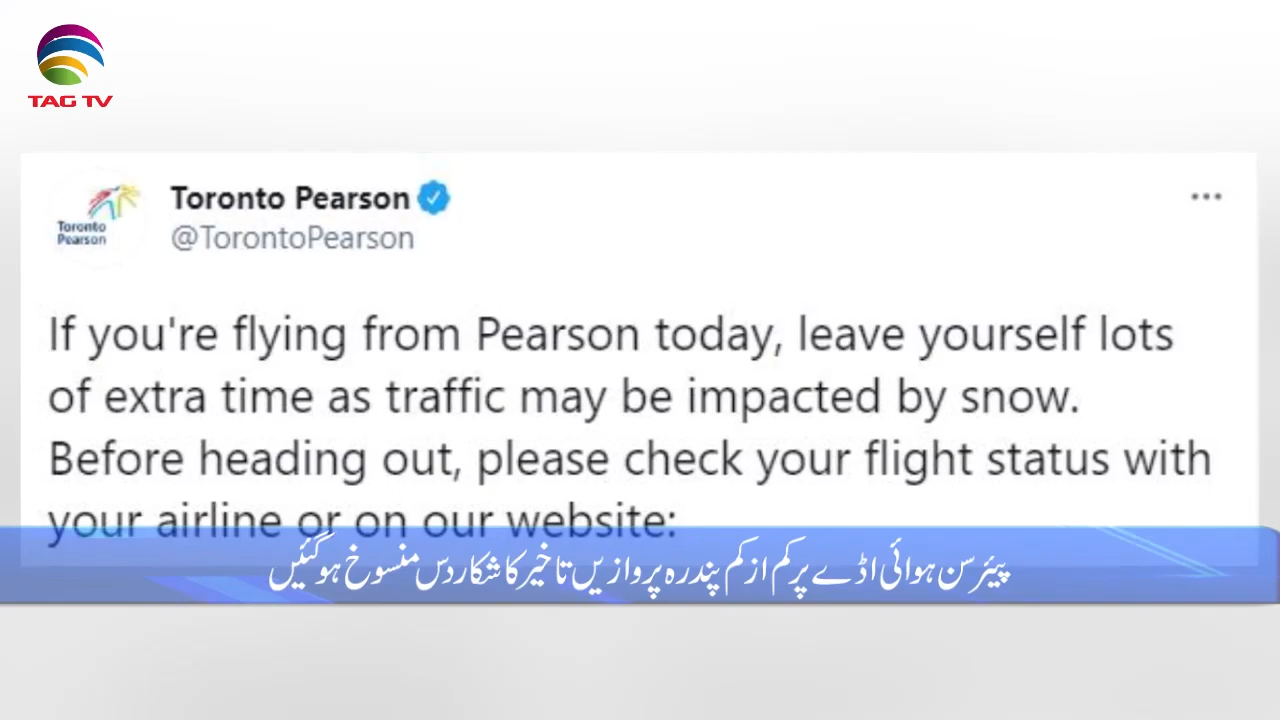 TAG TV
Toronto
Pearson
Toronto Pearson
@TorontoPearson
If you're flying from Pearson today, leave yourself lots
of extra time as traffic may be impacted by snow.
Before heading out, please check your flight status with
your airline or on our website:
پیئرسن ہوائی اڈے پر کم از کم پندرہ پروازیں تاخیر کا شکار دس منسوخ ہوگئیں